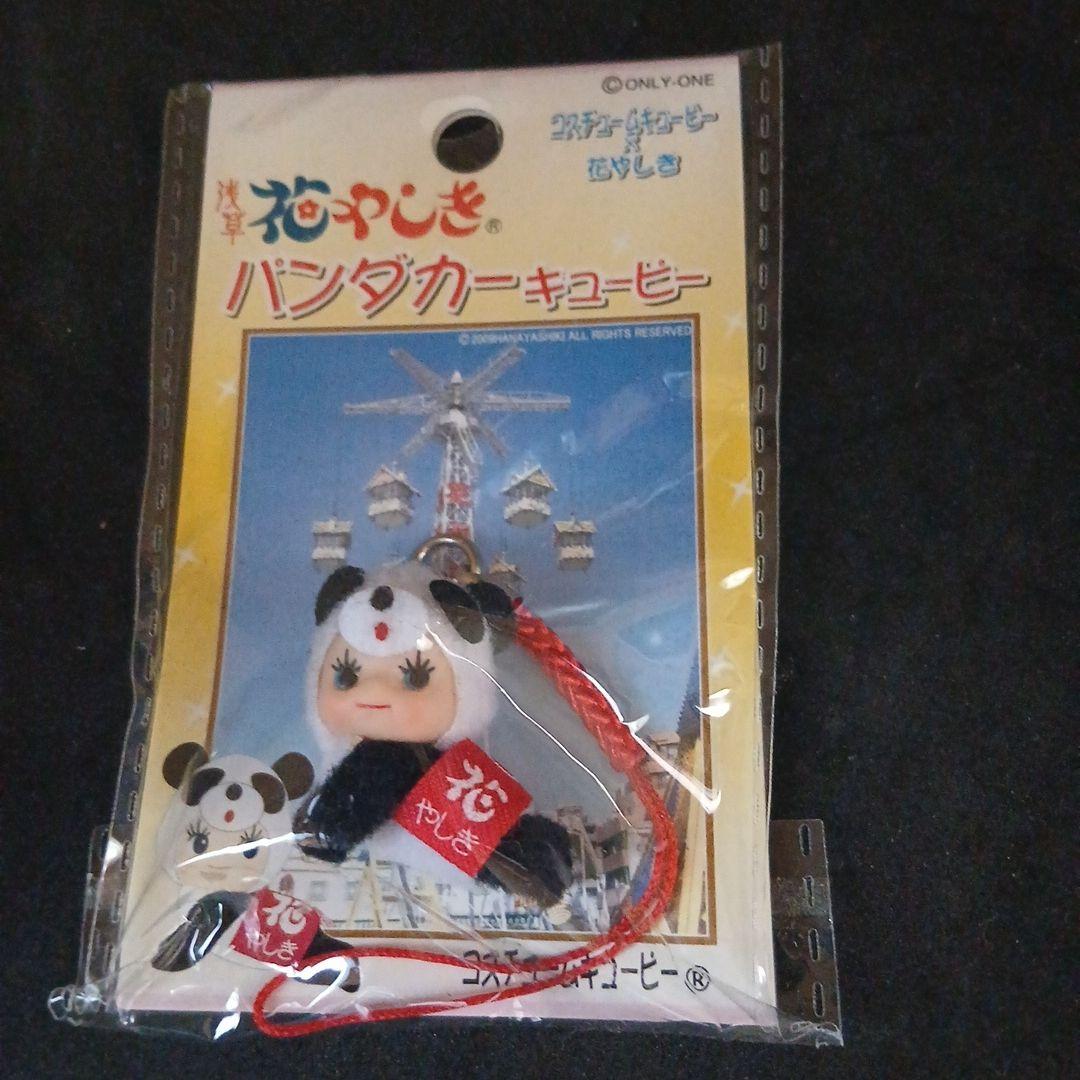 ©ONLY-ONE
コスチュームキューピー
×
花やしき
浅草
花やしき®
パンダカーキューピー
©2009HANAYASHIKI ALL RIGHTS RESERVED
花
やしき
花
やしき
コスチュームキューピー®